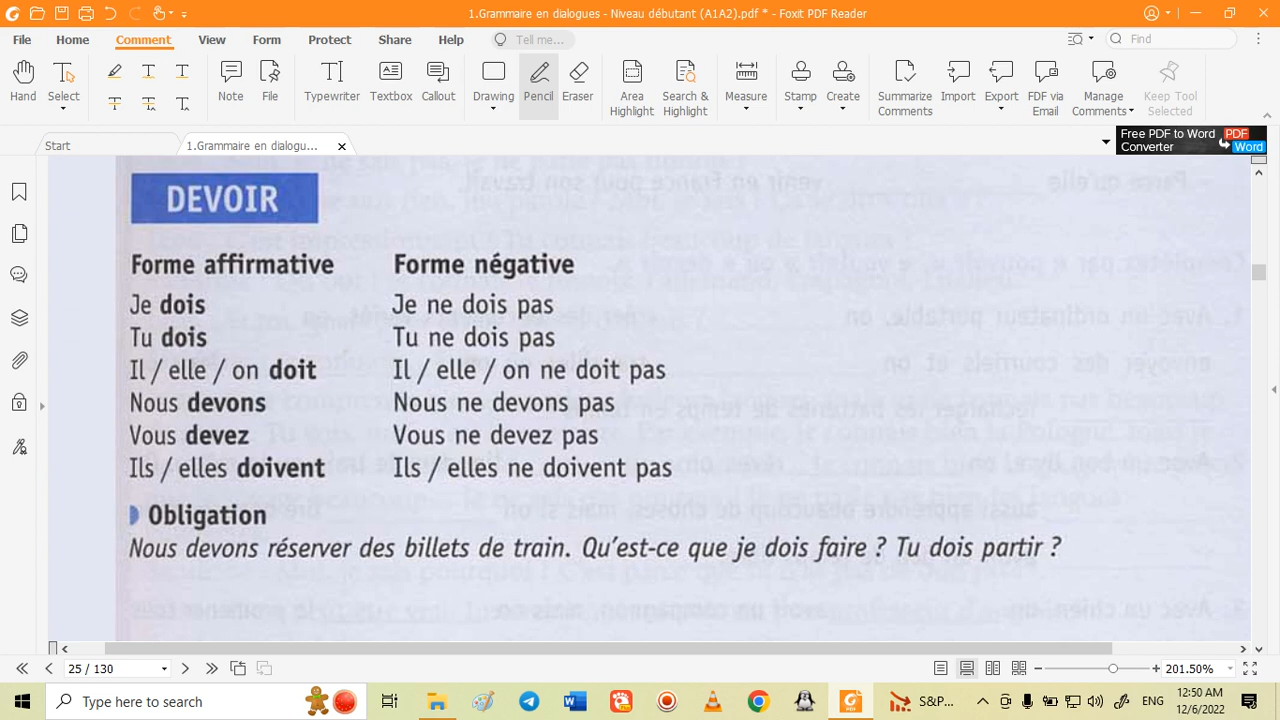 1.Grammaire en dialogues - Niveau débutant (A1A2).pdf * - Foxit PDF Reader
File Home Comment View Form Protect Share Help Tell me... Find
Hand Select Note File Typewriter Textbox Callout Drawing Pencil Eraser Area Highlight Search & Highlight Measure Stamp Create Summarize Comments Import Export PDF via Email Manage Comments Keep Tool Selected
Start 1.Grammaire en dialogu... Free PDF to Word Converter PDF Word
DEVOIR
Forme affirmative Forme négative
Je dois Je ne dois pas
Tu dois Tu ne dois pas
Il / elle / on doit Il / elle / on ne doit pas
Nous devons Nous ne devons pas
Vous devez Vous ne devez pas
Ils / elles doivent Ils / elles ne doivent pas
Obligation
Nous devons réserver des billets de train. Qu'est-ce que je dois faire ? Tu dois partir ?
25 / 130 201.50%
Type here to search S&P... ENG 12:50 AM
12/6/2022